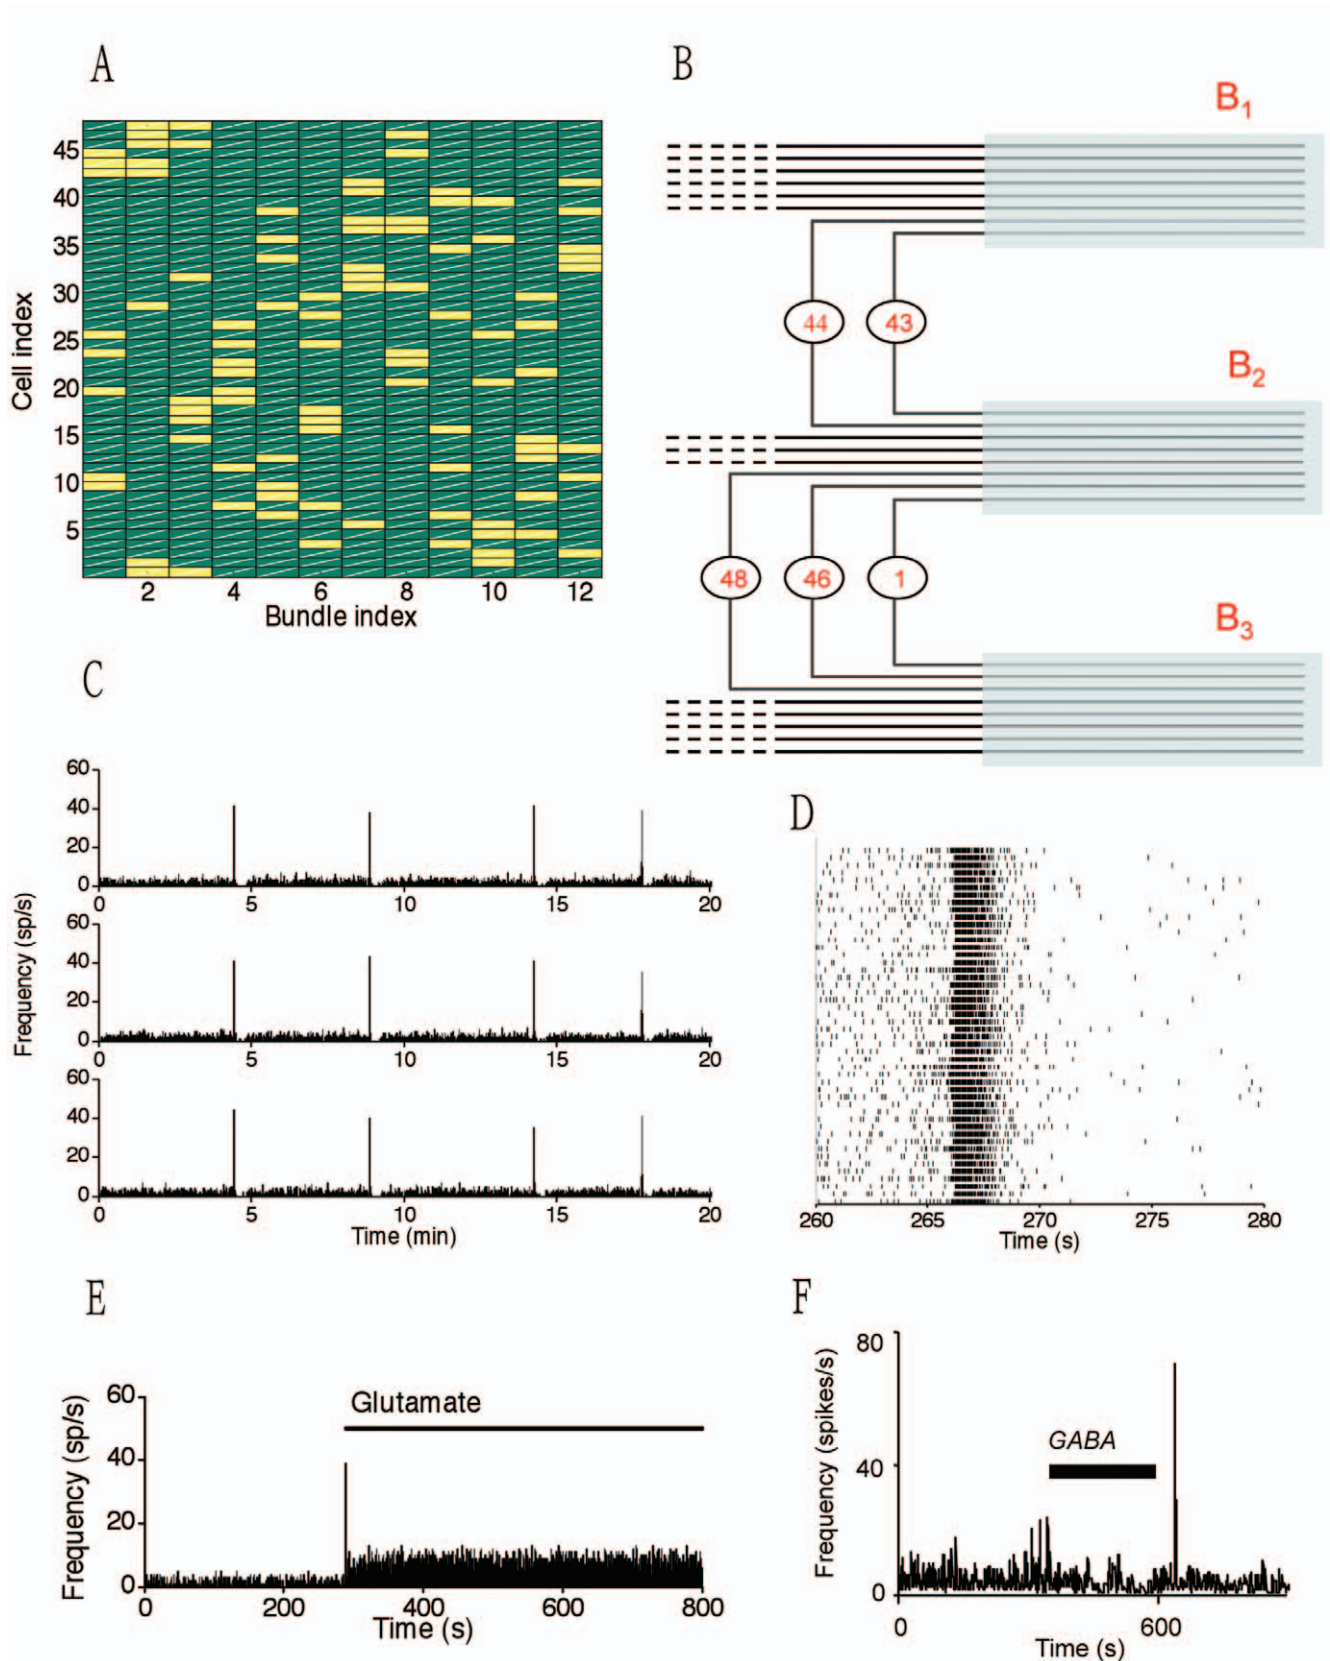 A
45
40
35
30
25
20
15
10
5
Cell index
2 4 6 8 10 12
Bundle index
B
B1
44 43
B2
48 46 1
B3
C
60
40
20
0
0 5 10 15 20
60
40
20
0
0 5 10 15 20
60
40
20
0
0 5 10 15 20
Frequency (sp/s)
Time (min)
D
260 265 270 275 280
Time (s)
E
Glutamate
60
40
20
0
0 200 400 600 800
Frequency (sp/s)
Time (s)
F
GABA
80
40
0
0 600
Frequency (spikes/s)
Time (s)